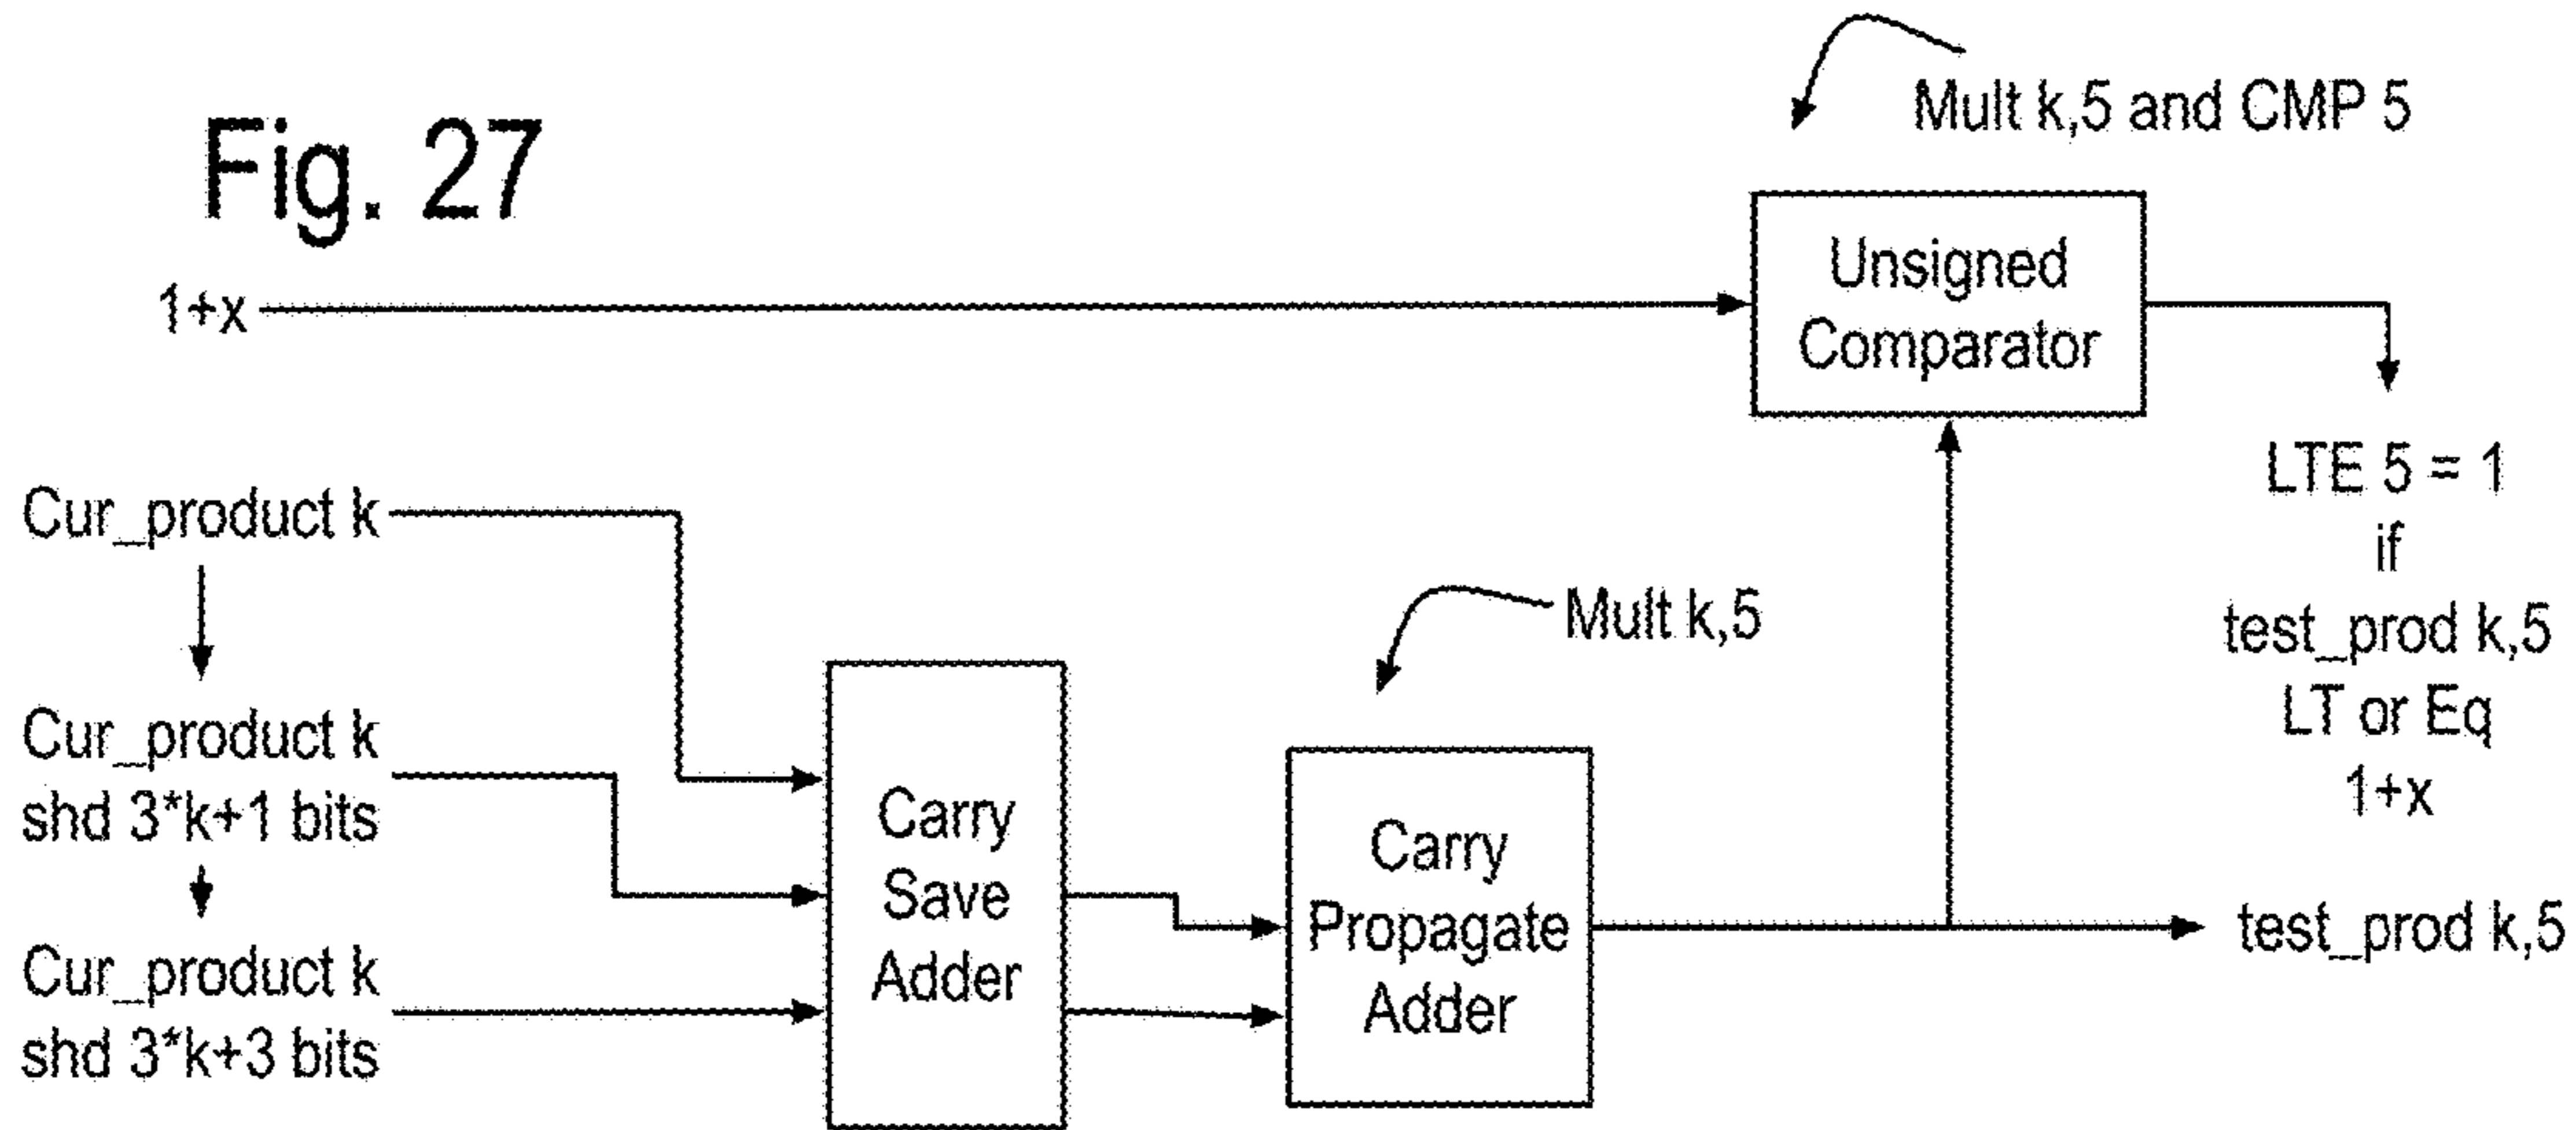 Fig. 27
Mult k,5 and CMP 5
1+x
Unsigned
Comparator
LTE 5 = 1
if
test_prod k,5
LT or Eq
1+x
Cur_product k
Cur_product k
shd 3*k+1 bits
Cur_product k
shd 3*k+3 bits
Carry
Save
Adder
Mult k,5
Carry
Propagate
Adder
test_prod k,5